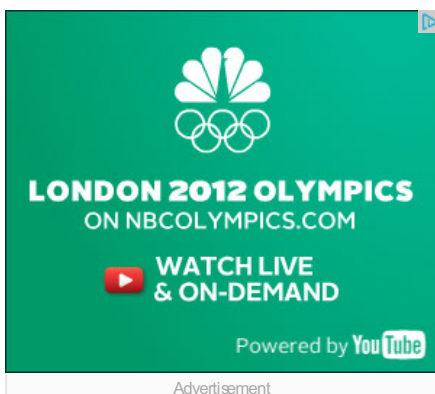 LONDON 2012 OLYMPICS
ON NBCOLYMPICS.COM
WATCH LIVE
& ON-DEMAND
Powered by YouTube
Advertisement